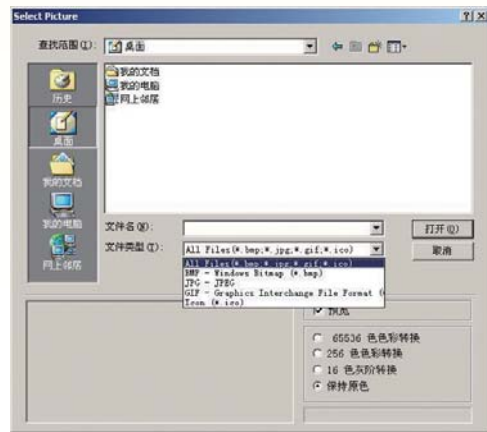 Select Picture
查找范围(I): 桌面
历史
桌面
我的文档
我的电脑
网上邻居
我的文档
我的电脑
网上邻居
文件名(N):
打开(O)
文件类型(T): All Files(*.bmp;*.jpg;*.gif;*.ico)
取消
All Files(*.bmp;*.jpg;*.gif;*.ico)
BMP - Windows Bitmap (*.bmp)
JPG - JPEG
GIF - Graphics Interchange File Format (
Icon (*.ico)
预览
65536 色色彩转换
256 色色彩转换
16 色灰阶转换
保持原色